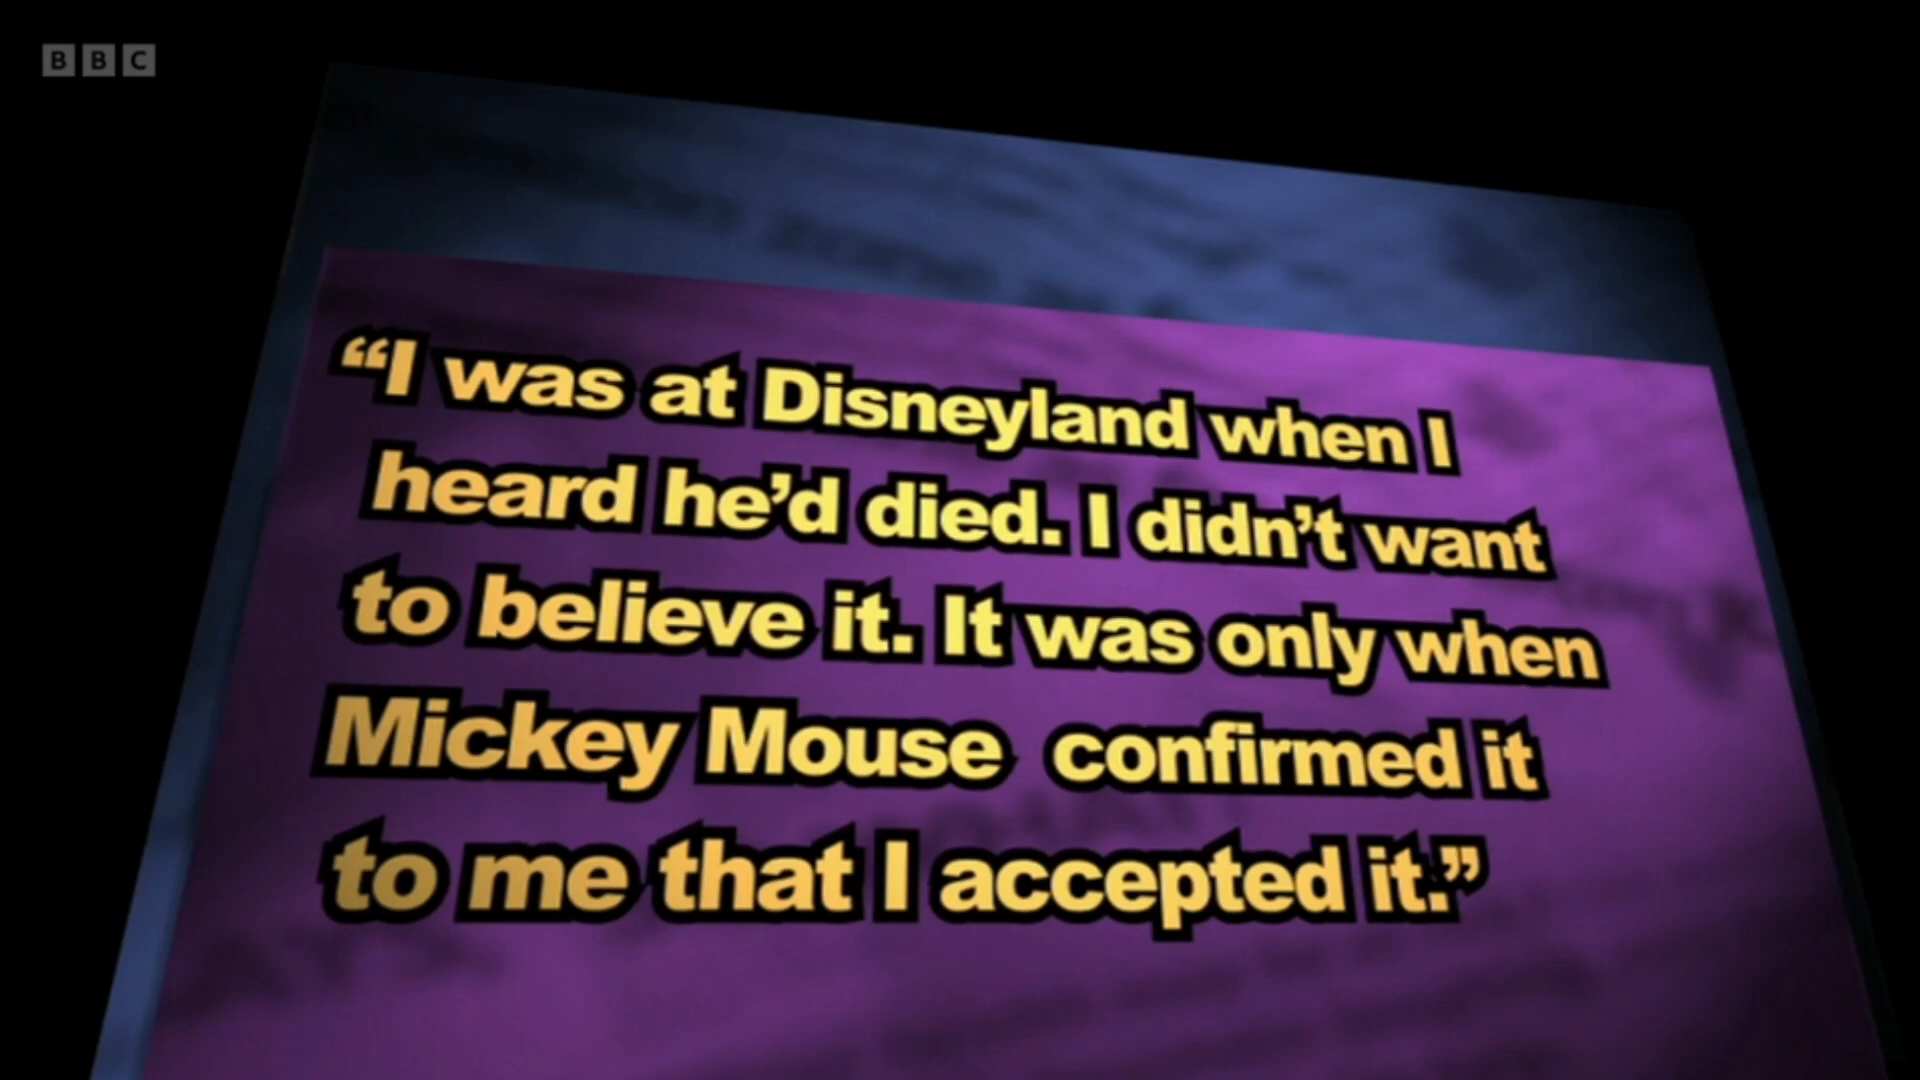 BBC
“I was at Disneyland when I
heard he’d died. I didn’t want
to believe it. It was only when
Mickey Mouse confirmed it
to me that I accepted it.”